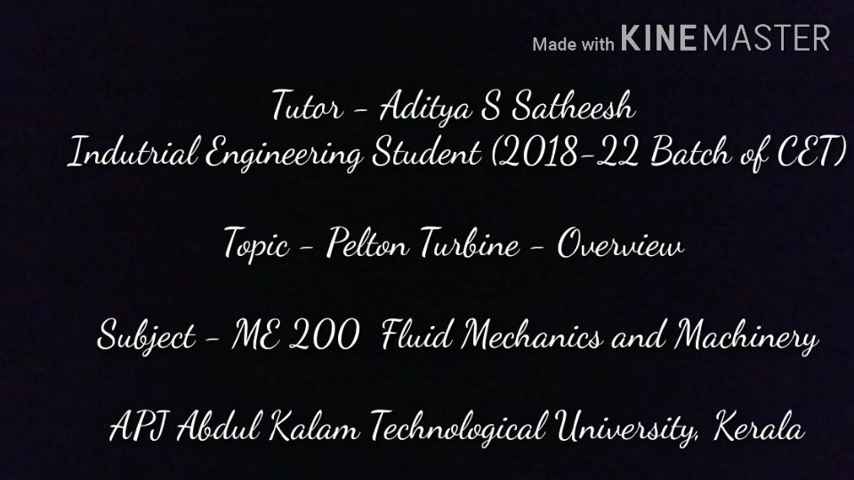 Made with KINEMASTER
Tutor - Aditya S Satheesh
Indutrial Engineering Student (2018-22 Batch of CET)
Topic - Pelton Turbine - Overview
Subject - ME 200 Fluid Mechanics and Machinery
APJ Abdul Kalam Technological University, Kerala